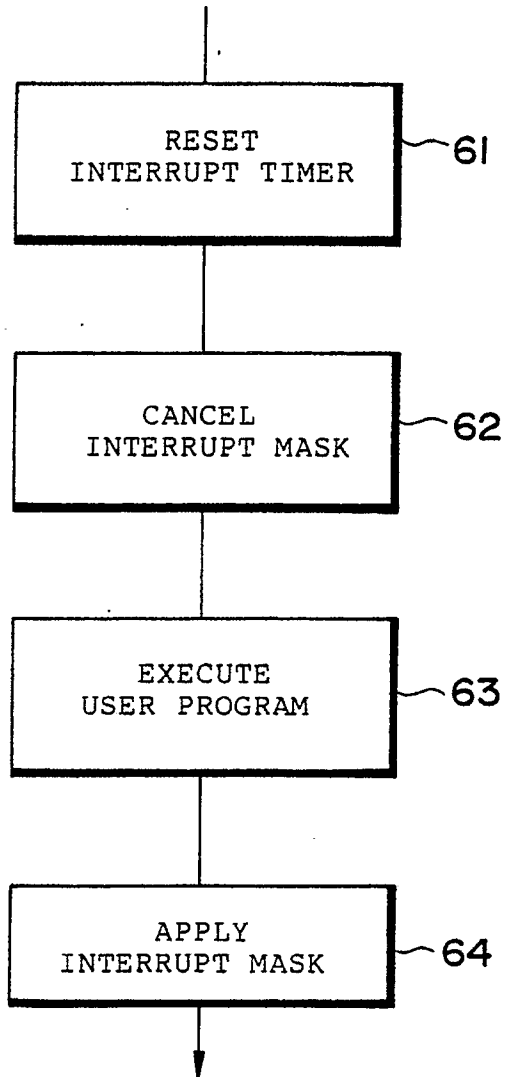 RESET
INTERRUPT TIMER
61
CANCEL
INTERRUPT MASK
62
EXECUTE
USER PROGRAM
63
APPLY
INTERRUPT MASK
64